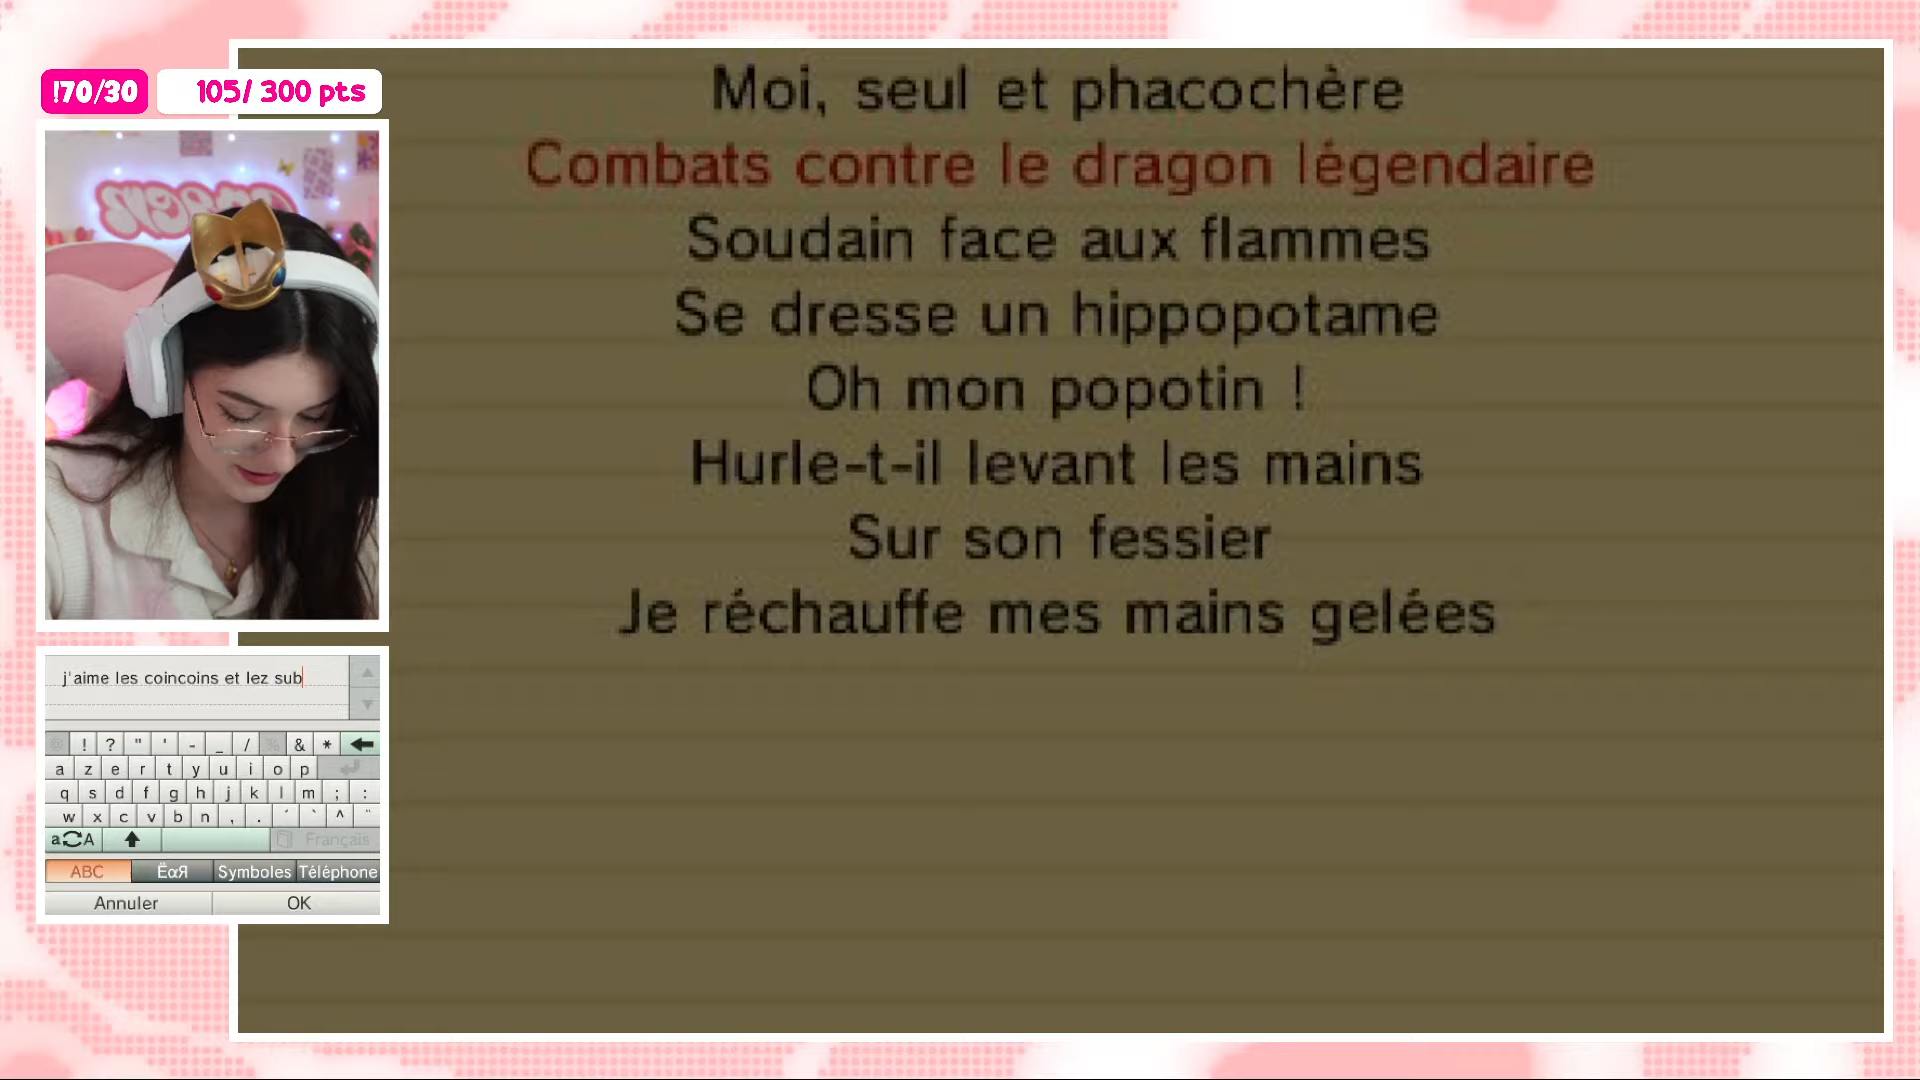 !70/30
105/ 300 pts
Moi, seul et phacochère
Combats contre le dragon légendaire
Soudain face aux flammes
Se dresse un hippopotame
Oh mon popotin !
Hurle-t-il levant les mains
Sur son fessier
Je réchauffe mes mains gelées
j'aime les coincoins et lez sub
! ? " ' - _ / % & *
a z e r t y u i o p
q s d f g h j k l m ; :
w x c v b n , . ´ ` ^ ¨
a A Français
ABC ËαЯ Symboles Téléphone
Annuler OK